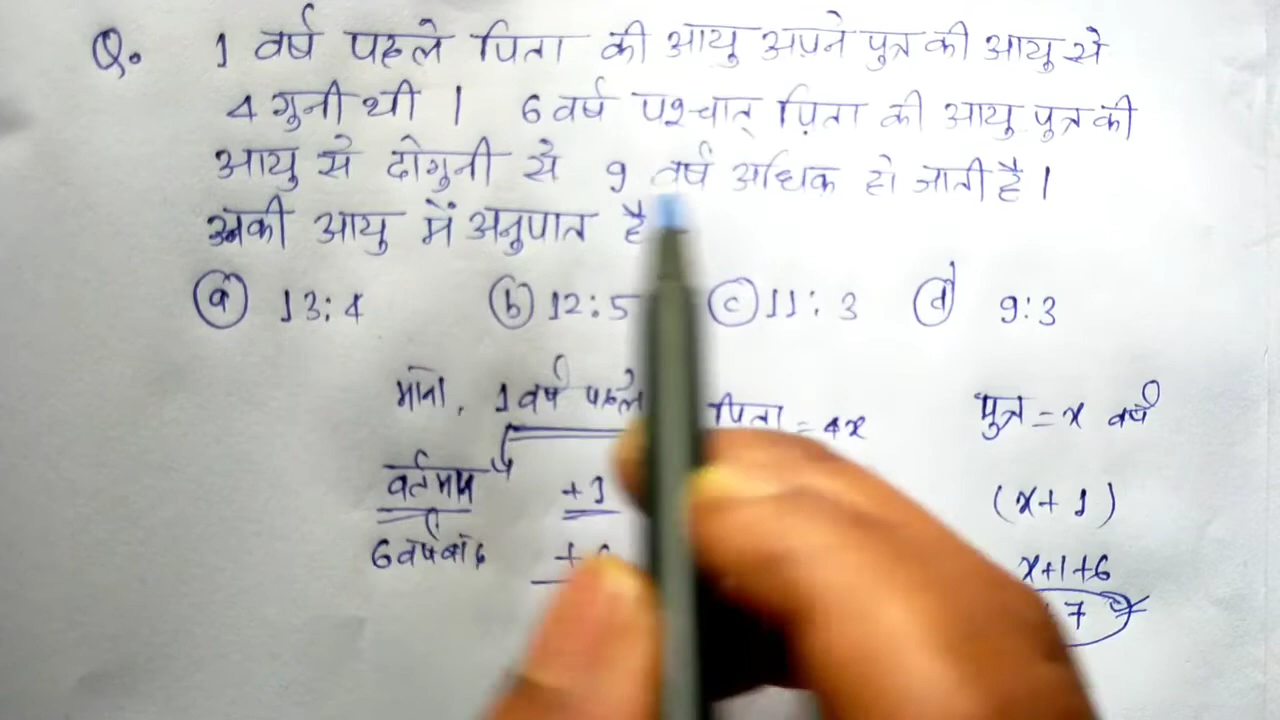 Q. 1 वर्ष पहले पिता की आयु अपने पुत्र की आयु से
4 गुनी थी । 6 वर्ष पश्चात् पिता की आयु पुत्र की
आयु से दोगुनी से 9 वर्ष अधिक हो जाती है ।
उनकी आयु में अनुपात है
(a) 13:4 (b) 12:5 (c) 11:3 (d) 9:3
माना, 1 वर्ष पहले पिता = 4x पुत्र = x वर्ष
वर्तमान +1 (x+1)
6 वर्ष बाद x+1+6
7